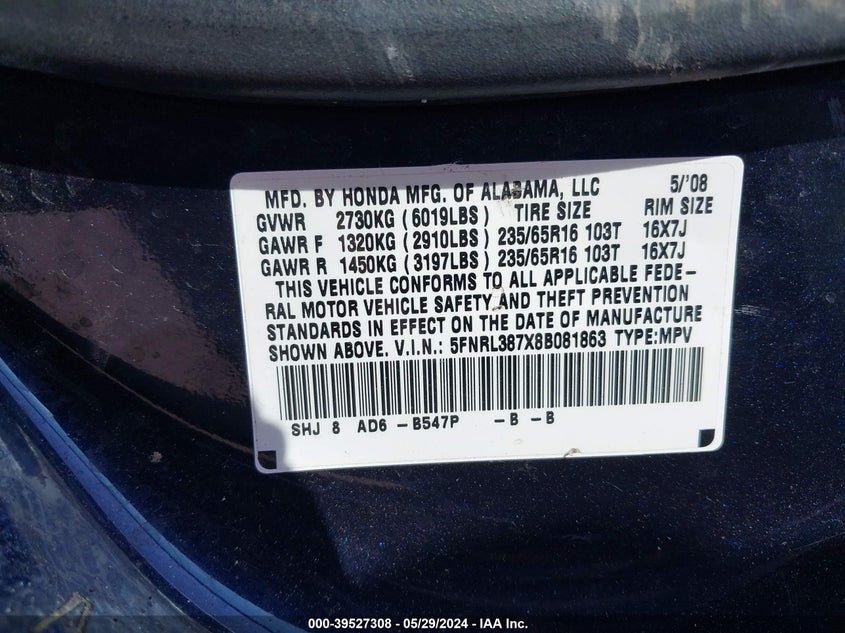 MFD. BY HONDA MFG. OF ALABAMA, LLC 5/'08
GVWR 2730KG (6019LBS) TIRE SIZE RIM SIZE
GAWR F 1320KG (2910LBS) 235/65R16 103T 16X7J
GAWR R 1450KG (3197LBS) 235/65R16 103T 16X7J
THIS VEHICLE CONFORMS TO ALL APPLICABLE FEDE-
RAL MOTOR VEHICLE SAFETY AND THEFT PREVENTION
STANDARDS IN EFFECT ON THE DATE OF MANUFACTURE
SHOWN ABOVE. V.I.N.: 5FNRL387X8B081863 TYPE:MPV
SHJ 8 AD6 -B547P -B -B
000-39527308 - 05/29/2024 - IAA Inc.